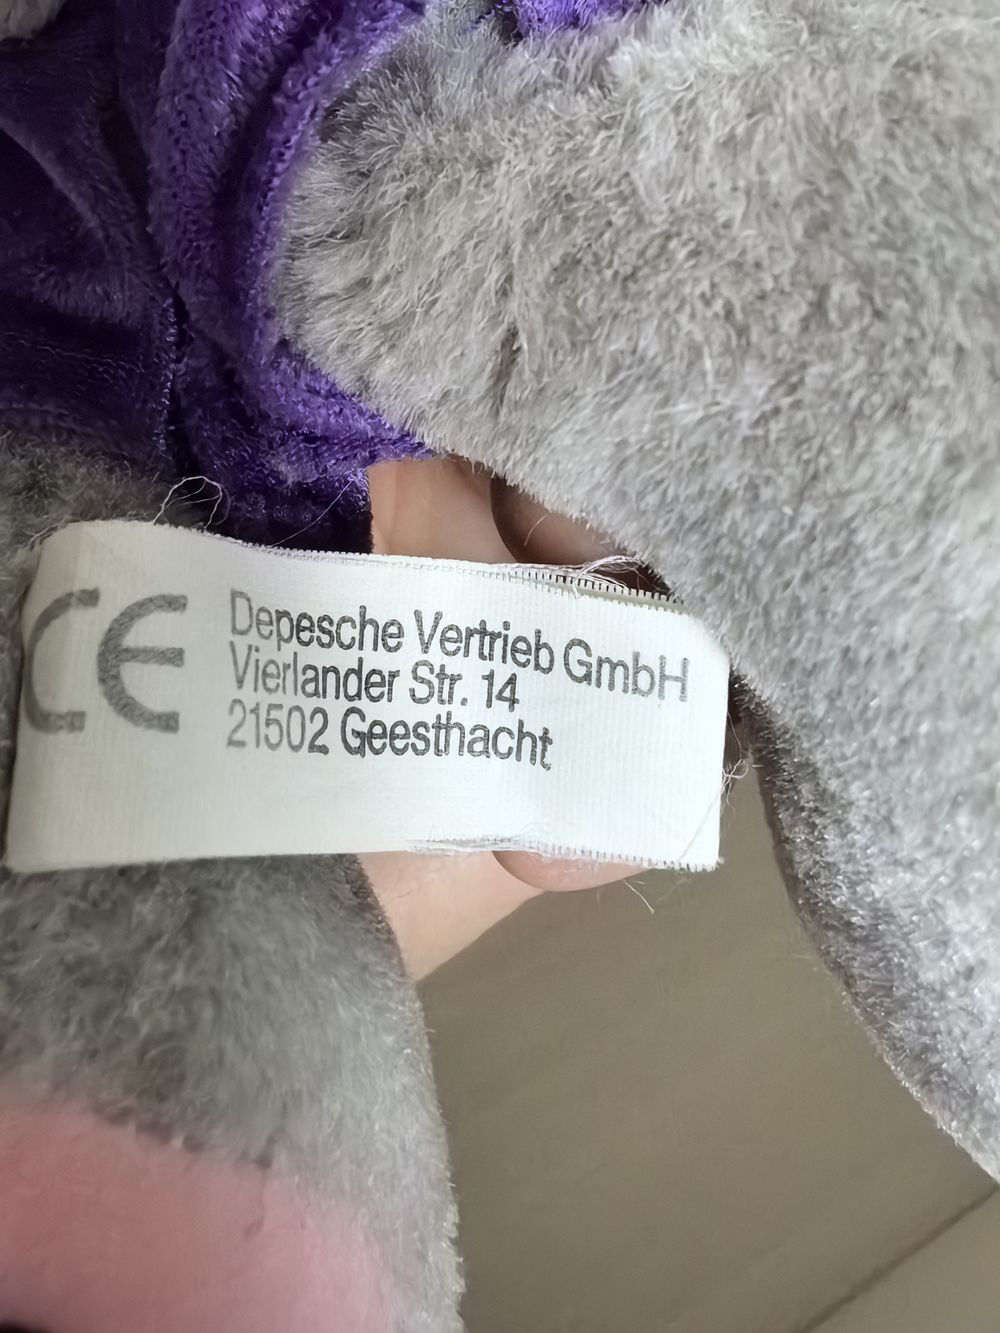 CE
Depesche Vertrieb GmbH
Vierlander Str. 14
21502 Geesthacht